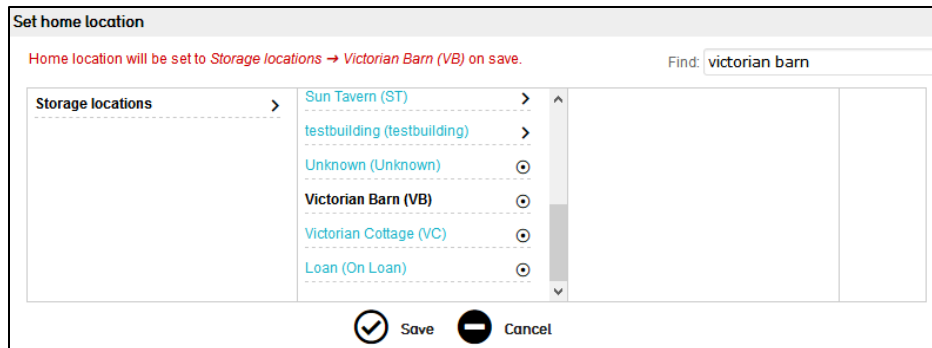 Set home location
Home location will be set to Storage locations ➔ Victorian Barn (VB) on save.
Find: victorian barn
Storage locations
Sun Tavern (ST)
testbuilding (testbuilding)
Unknown (Unknown)
Victorian Barn (VB)
Victorian Cottage (VC)
Loan (On Loan)
Save Cancel